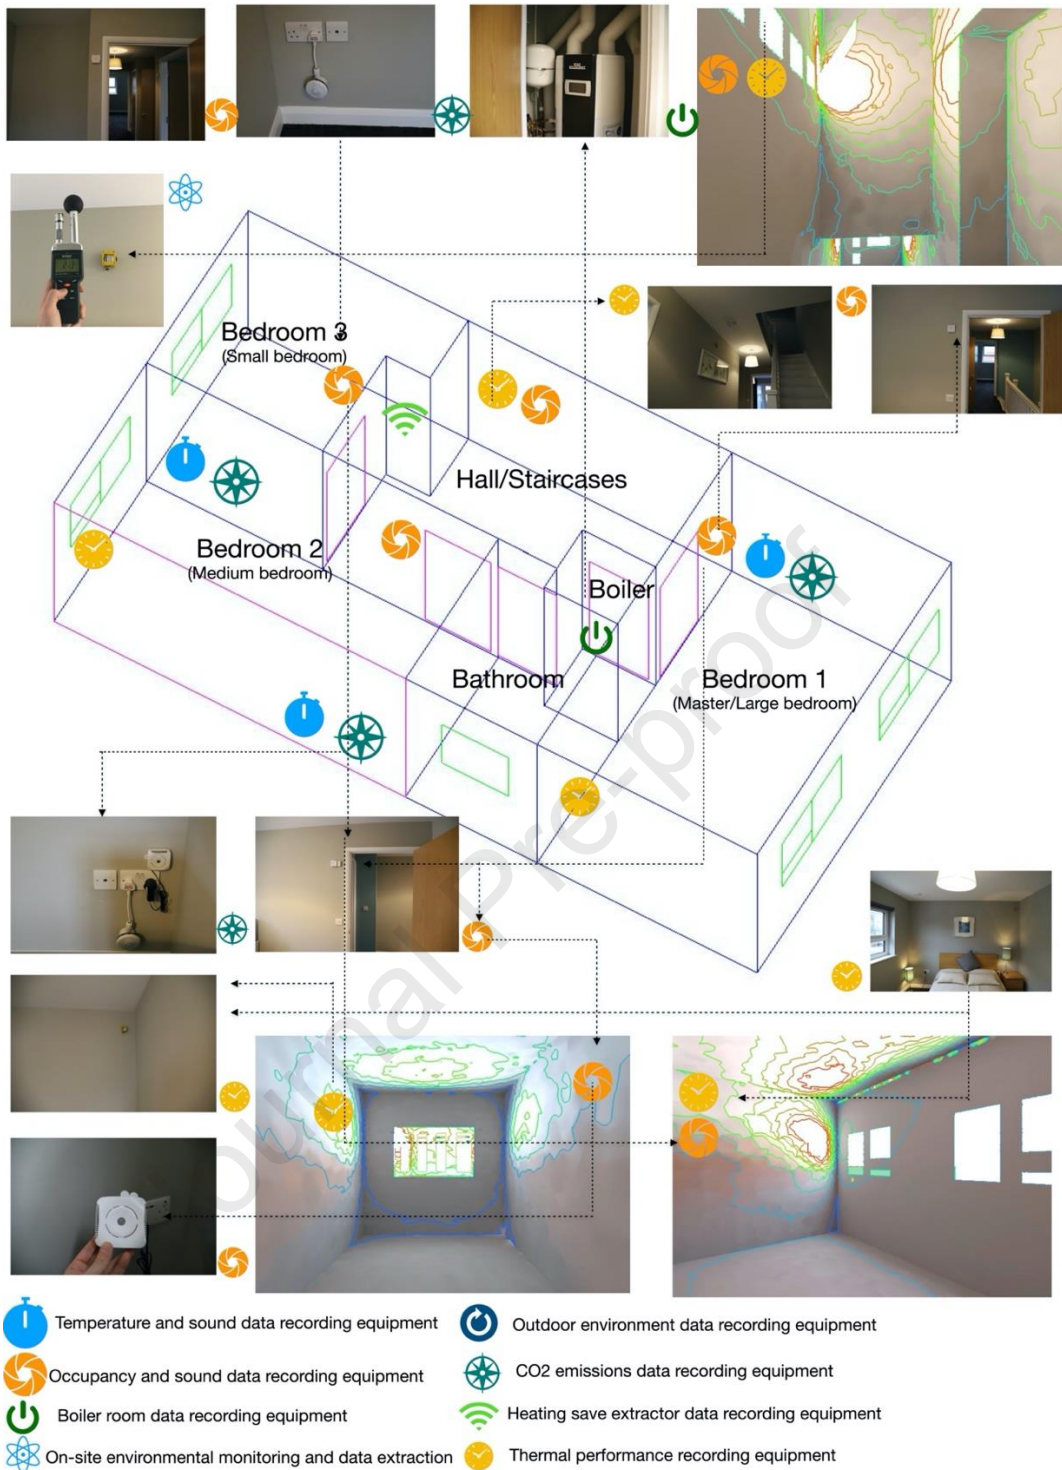 Bedroom 3
(Small bedroom)
Hall/Staircases
Bedroom 2
(Medium bedroom)
Boiler
Bathroom
Bedroom 1
(Master/Large bedroom)
Journal Pre-proof
Temperature and sound data recording equipment
Outdoor environment data recording equipment
Occupancy and sound data recording equipment
CO2 emissions data recording equipment
Boiler room data recording equipment
Heating save extractor data recording equipment
On-site environmental monitoring and data extraction
Thermal performance recording equipment